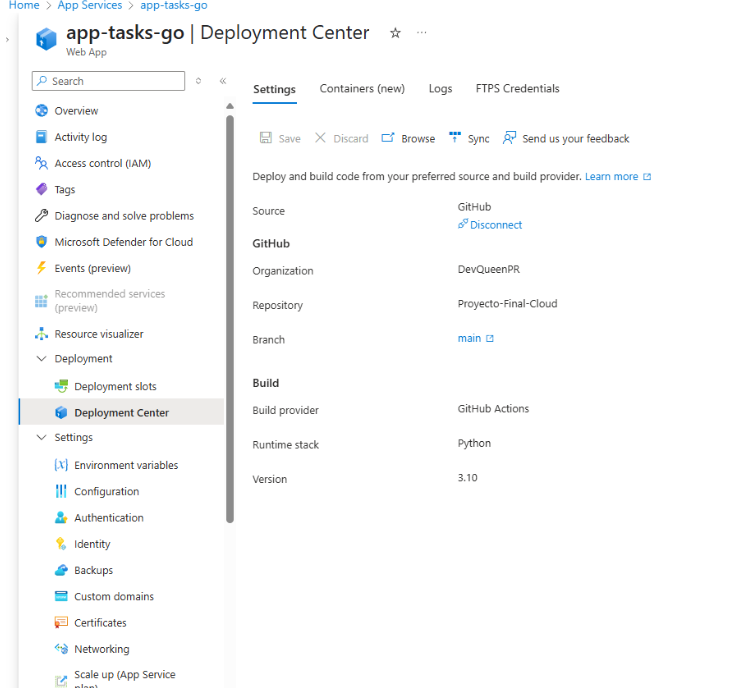 Home > App Services > app-tasks-go
app-tasks-go | Deployment Center
Web App
Search
Overview
Activity log
Access control (IAM)
Tags
Diagnose and solve problems
Microsoft Defender for Cloud
Events (preview)
Recommended services
(preview)
Resource visualizer
Deployment
Deployment slots
Deployment Center
Settings
Environment variables
Configuration
Authentication
Identity
Backups
Custom domains
Certificates
Networking
Scale up (App Service
plan)
Settings Containers (new) Logs FTPS Credentials
Save Discard Browse Sync Send us your feedback
Deploy and build code from your preferred source and build provider. Learn more
Source GitHub
Disconnect
GitHub
Organization DevQueenPR
Repository Proyecto-Final-Cloud
Branch main
Build
Build provider GitHub Actions
Runtime stack Python
Version 3.10